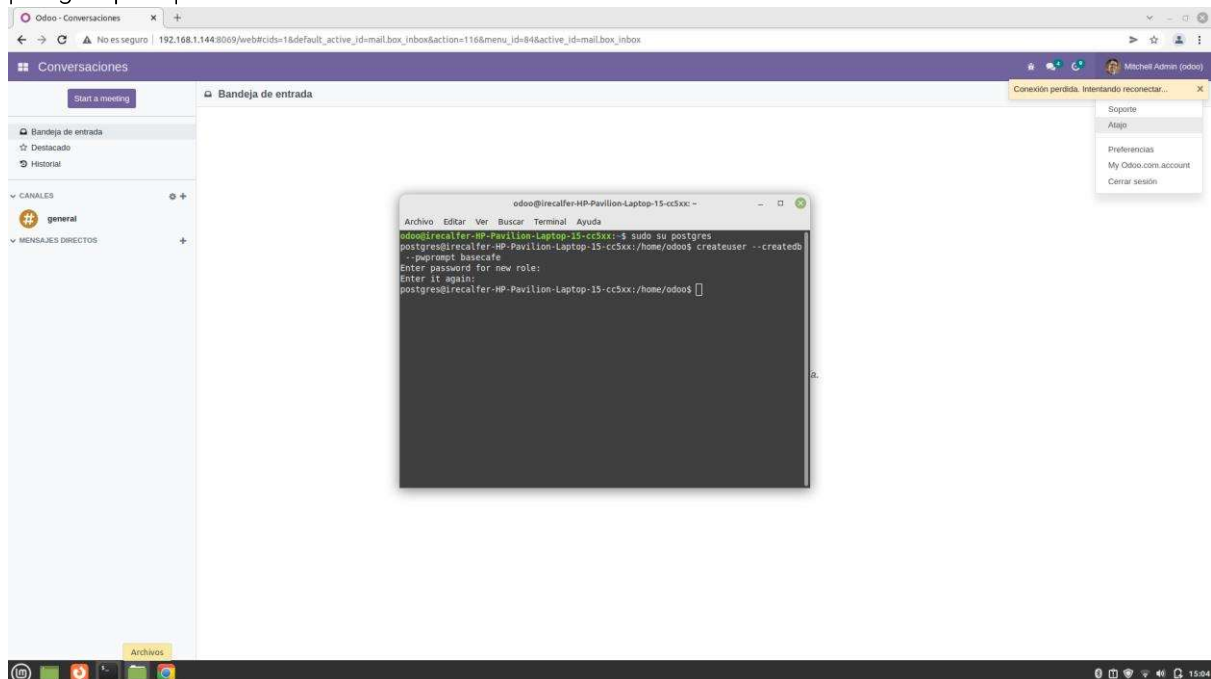 Odoo - Conversaciones
No es seguro | 192.168.1.144:8069/web#cids=1&default_active_id=mail.box_inbox&action=116&menu_id=84&active_id=mail.box_inbox
Conversaciones
Mitchell Admin (odoo)
Start a meeting
Bandeja de entrada
Conexión perdida. Intentando reconectar...
Soporte
Atajo
Preferencias
My Odoo.com account
Cerrar sesión
Bandeja de entrada
Destacado
Historial
CANALES
general
MENSAJES DIRECTOS
odoo@irecalfer-HP-Pavilion-Laptop-15-cc5xx: ~
Archivo Editar Ver Buscar Terminal Ayuda
odoo@irecalfer-HP-Pavilion-Laptop-15-cc5xx:~$ sudo su postgres
postgres@irecalfer-HP-Pavilion-Laptop-15-cc5xx:/home/odoo$ createuser --createdb
--pwprompt basecafe
Enter password for new role:
Enter it again:
postgres@irecalfer-HP-Pavilion-Laptop-15-cc5xx:/home/odoo$
a.
Archivos
15:04